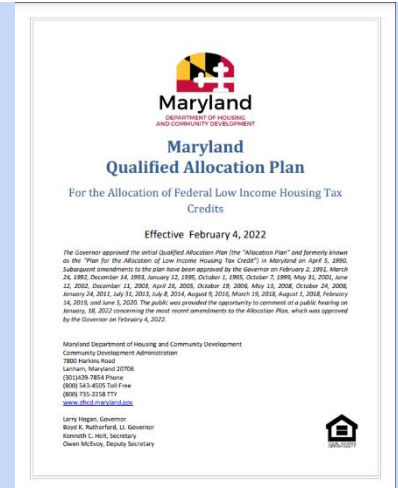 Maryland
DEPARTMENT OF HOUSING
AND COMMUNITY DEVELOPMENT
Maryland
Qualified Allocation Plan
For the Allocation of Federal Low Income Housing Tax
Credits
Effective February 4, 2022
The Governor approved the initial Qualified Allocation Plan (the "Allocation Plan" and formerly known
as the "Plan for the Allocation of Low Income Housing Tax Credit") in Maryland on April 5, 1990.
Subsequent amendments to the plan have been approved by the Governor on February 2, 1991, March
24, 1992, December 14, 1993, January 12, 1995, October 1, 1995, October 7, 1999, May 31, 2001, June
12, 2002, December 11, 2003, April 26, 2005, October 19, 2006, May 13, 2008, October 24, 2008,
January 24, 2011, July 31, 2013, July 8, 2014, August 9, 2016, March 19, 2018, August 1, 2018, February
14, 2019, and June 3, 2020. The public was provided the opportunity to comment at a public hearing on
January, 18, 2022 concerning the most recent amendments to the Allocation Plan, which was approved
by the Governor on February 4, 2022.
Maryland Department of Housing and Community Development
Community Development Administration
7800 Harkins Road
Lanham, Maryland 20706
(301)429-7854 Phone
(800) 543-4505 Toll Free
(800) 735-2258 TTY
www.dhcd.maryland.gov
Larry Hogan, Governor
Boyd K. Rutherford, Lt. Governor
Kenneth C. Holt, Secretary
Owen McEvoy, Deputy Secretary
EQUAL HOUSING
OPPORTUNITY